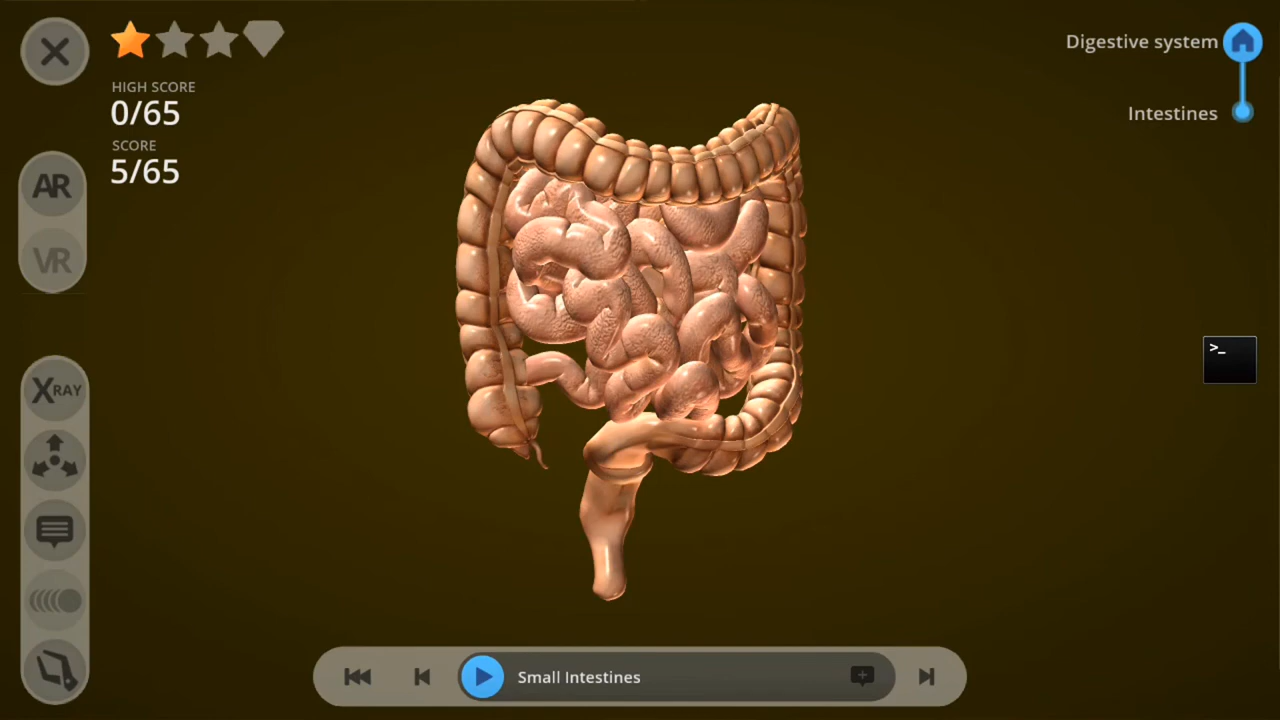 HIGH SCORE
0/65
SCORE
5/65
Digestive system
Intestines
AR
VR
XRAY
>_
Small Intestines